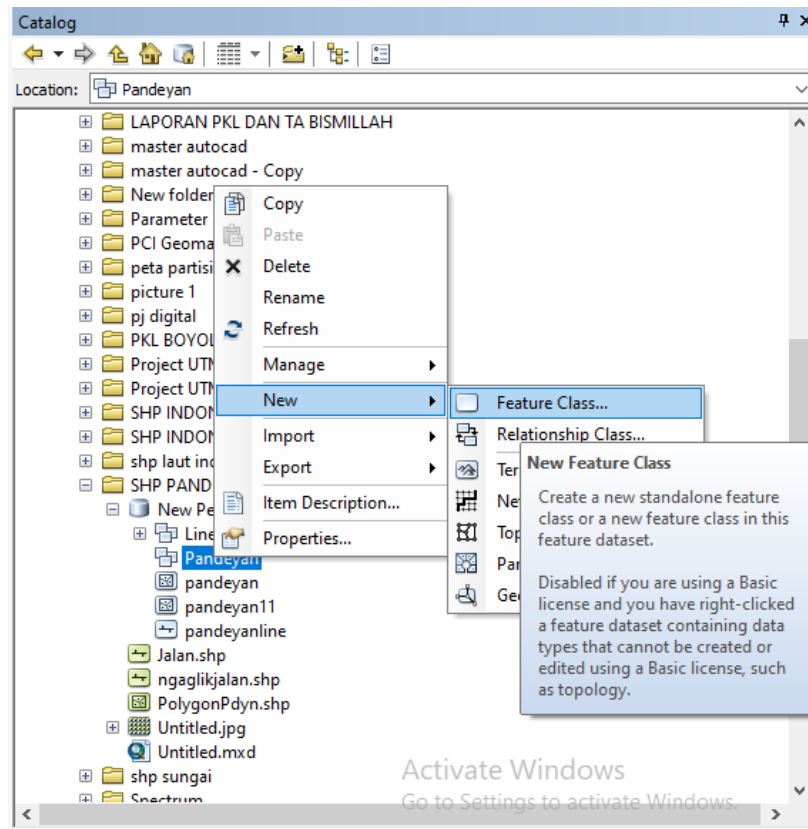 Catalog
Location: Pandeyan
LAPORAN PKL DAN TA BISMILLAH
master autocad
master autocad - Copy
New folder
Parameter
PCI Geoma
peta partisi
picture 1
pj digital
PKL BOYOL
Project UTM
Project UTM
SHP INDON
SHP INDON
shp laut ind
SHP PAND
New Pe
Line
Pandeyan
pandeyan
pandeyan11
pandeyanline
Jalan.shp
ngaglikjalan.shp
PolygonPdyn.shp
Untitled.jpg
Untitled.mxd
shp sungai
Spectrum
Copy
Paste
Delete
Rename
Refresh
Manage
New
Import
Export
Item Description...
Properties...
Feature Class...
Relationship Class...
Ter
Ne
Top
Par
Geo
New Feature Class
Create a new standalone feature
class or a new feature class in this
feature dataset.
Disabled if you are using a Basic
license and you have right-clicked
a feature dataset containing data
types that cannot be created or
edited using a Basic license, such
as topology.
Activate Windows
Go to Settings to activate Windows.